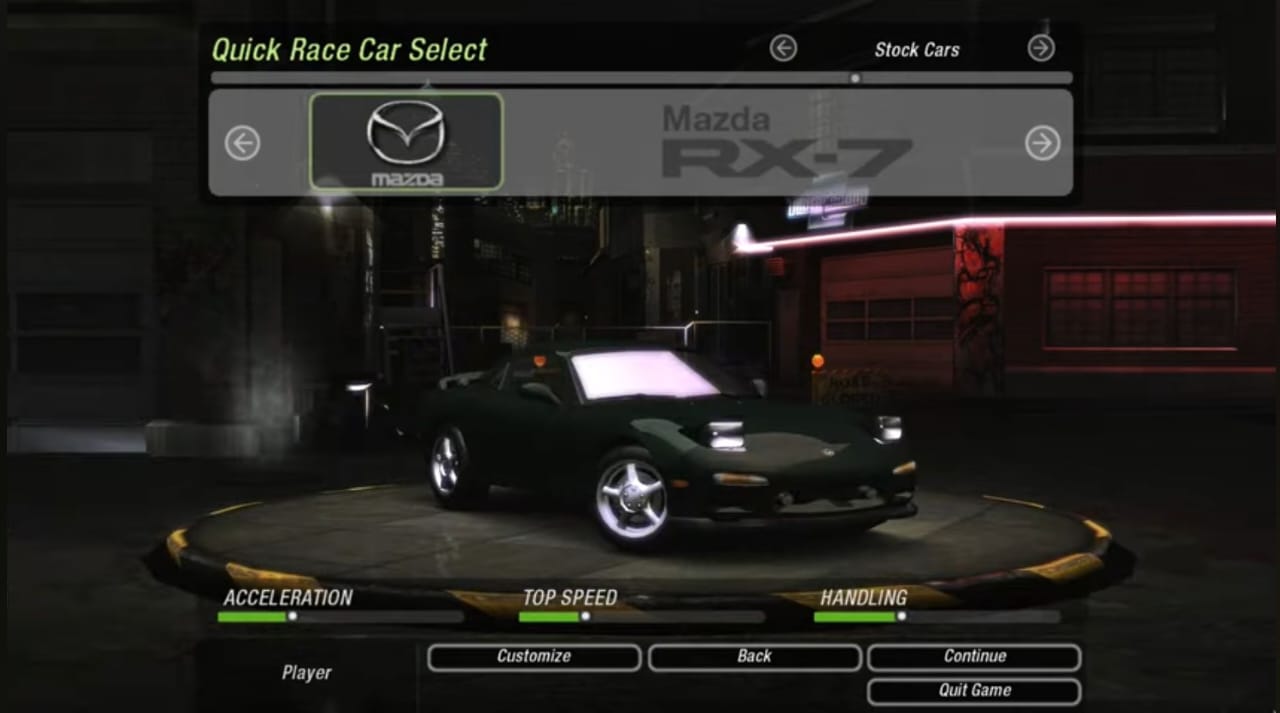 Quick Race Car Select
Stock Cars
mazda
Mazda
RX-7
ACCELERATION
TOP SPEED
HANDLING
Player
Customize
Back
Continue
Quit Game